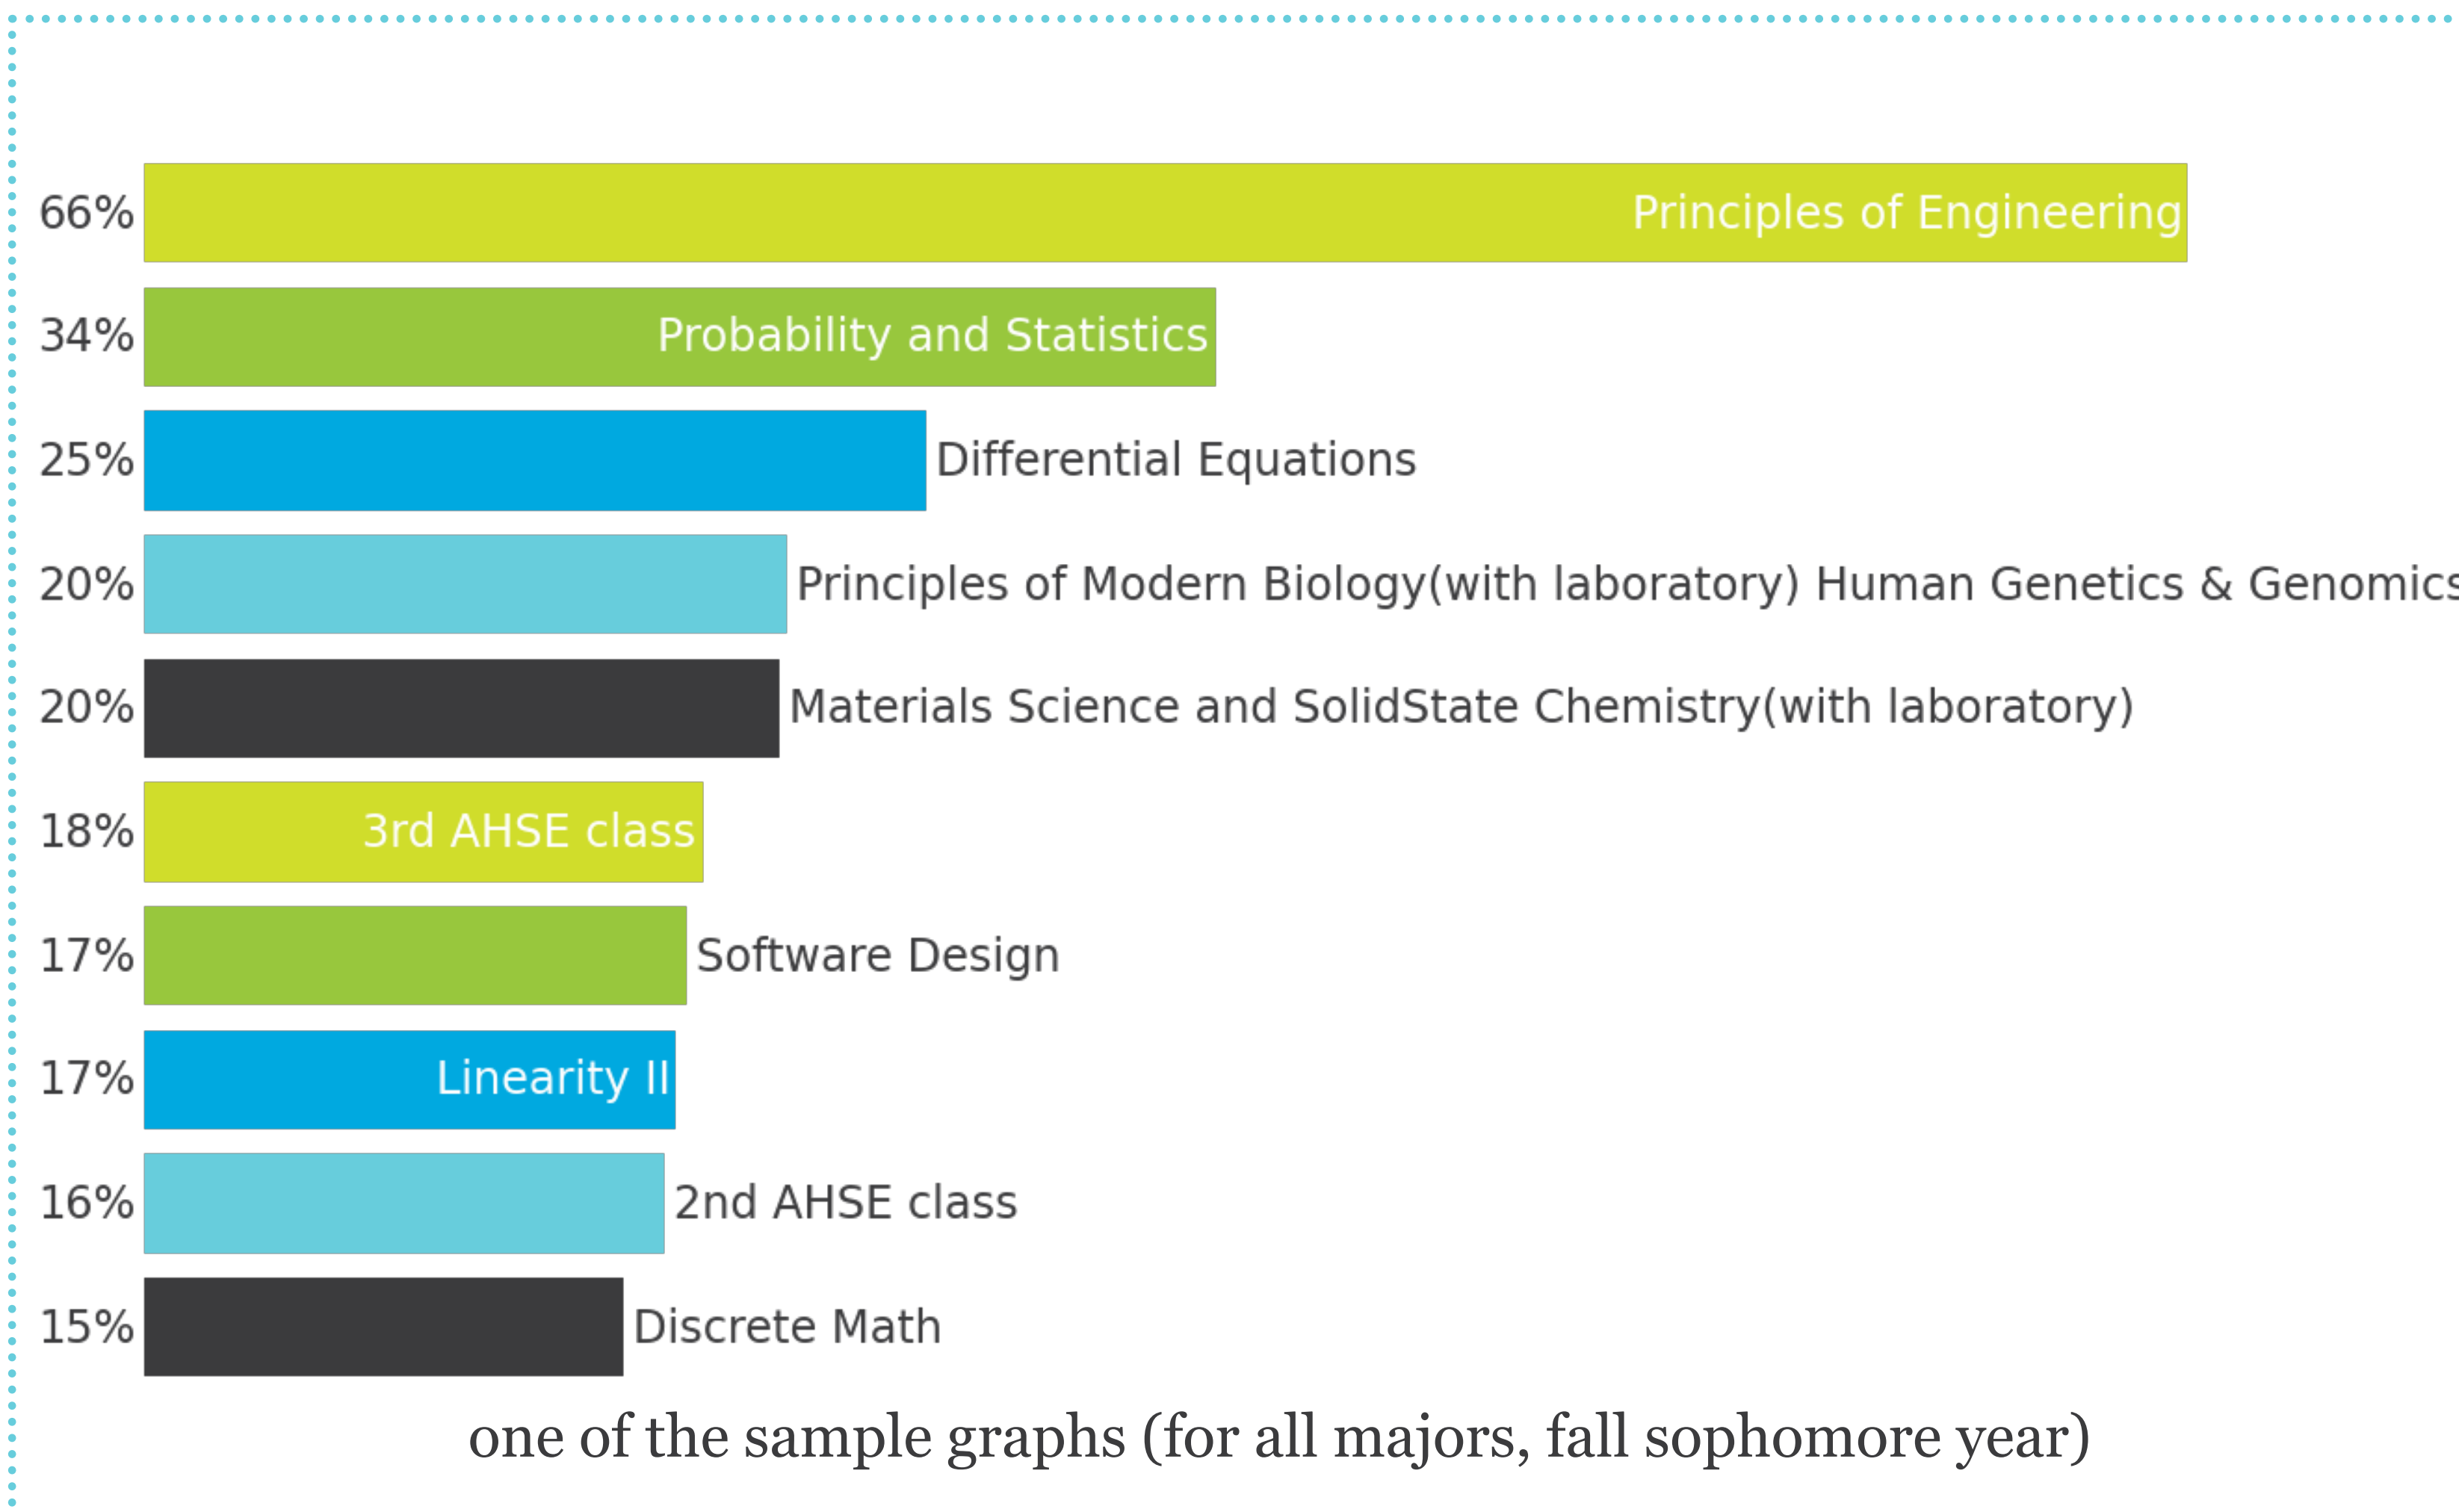 66% Principles of Engineering
34% Probability and Statistics
25% Differential Equations
20% Principles of Modern Biology(with laboratory) Human Genetics & Genomics
20% Materials Science and SolidState Chemistry(with laboratory)
18% 3rd AHSE class
17% Software Design
17% Linearity II
16% 2nd AHSE class
15% Discrete Math
one of the sample graphs (for all majors, fall sophomore year)